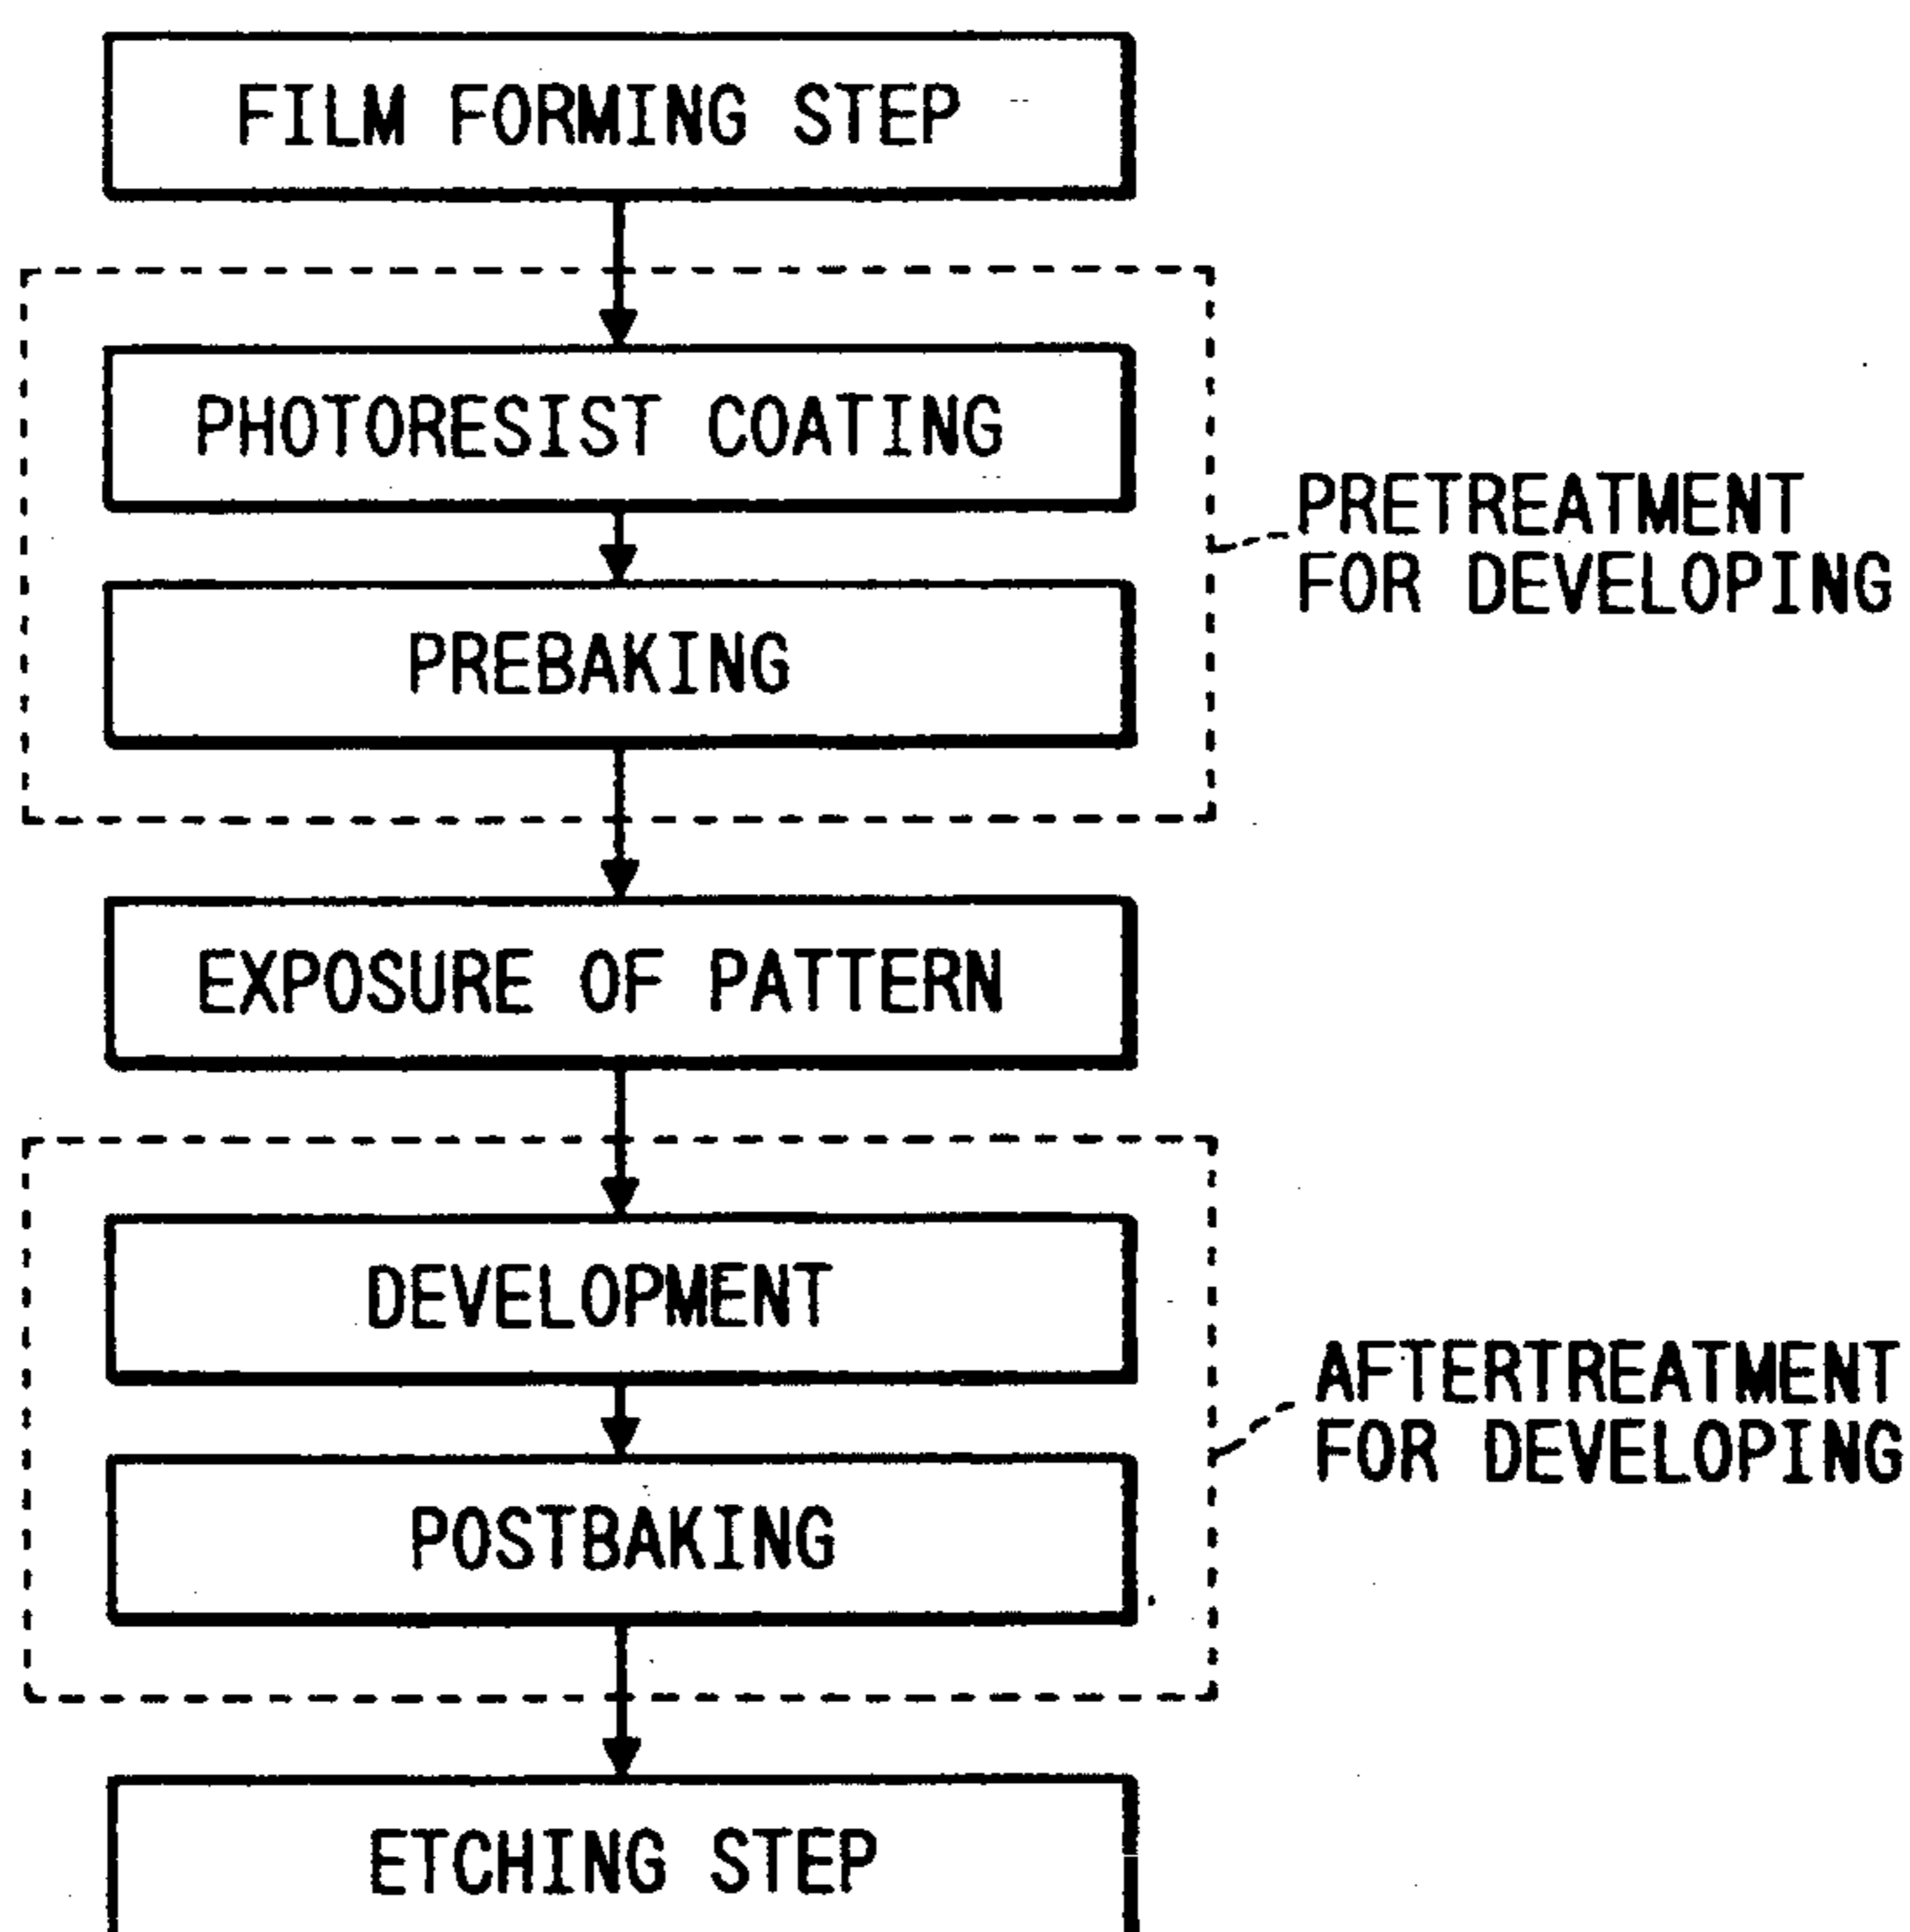 FILM FORMING STEP
PHOTORESIST COATING
PREBAKING
PRETREATMENT
FOR DEVELOPING
EXPOSURE OF PATTERN
DEVELOPMENT
POSTBAKING
AFTERTREATMENT
FOR DEVELOPING
ETCHING STEP